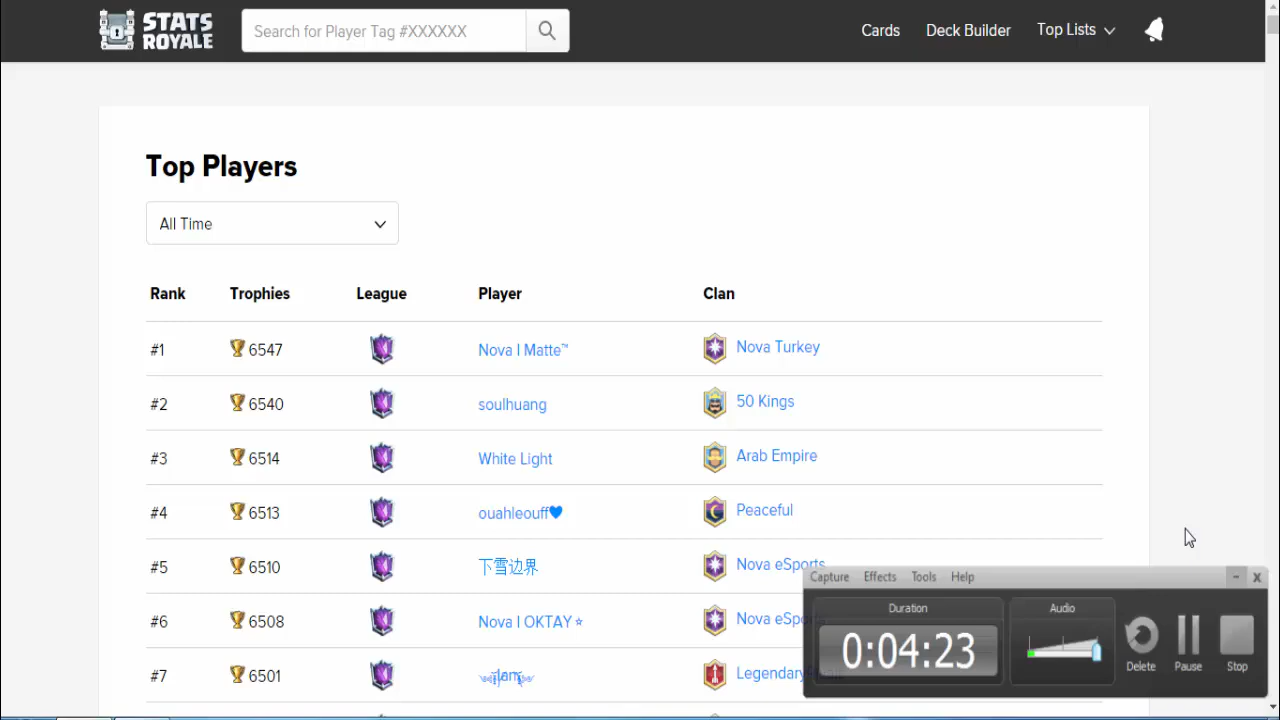 STATS ROYALE
Search for Player Tag #XXXXXX
Cards Deck Builder Top Lists
Top Players
All Time
Rank Trophies League Player Clan
#1 6547 Nova I Matte™ Nova Turkey
#2 6540 soulhuang 50 Kings
#3 6514 White Light Arab Empire
#4 6513 ouahleouff♥ Peaceful
#5 6510 下雪边界 Nova eSports
#6 6508 Nova I OKTAY ⭐ Nova eSports
#7 6501 Legendary
Capture Effects Tools Help
Duration Audio
0:04:23
Delete Pause Stop